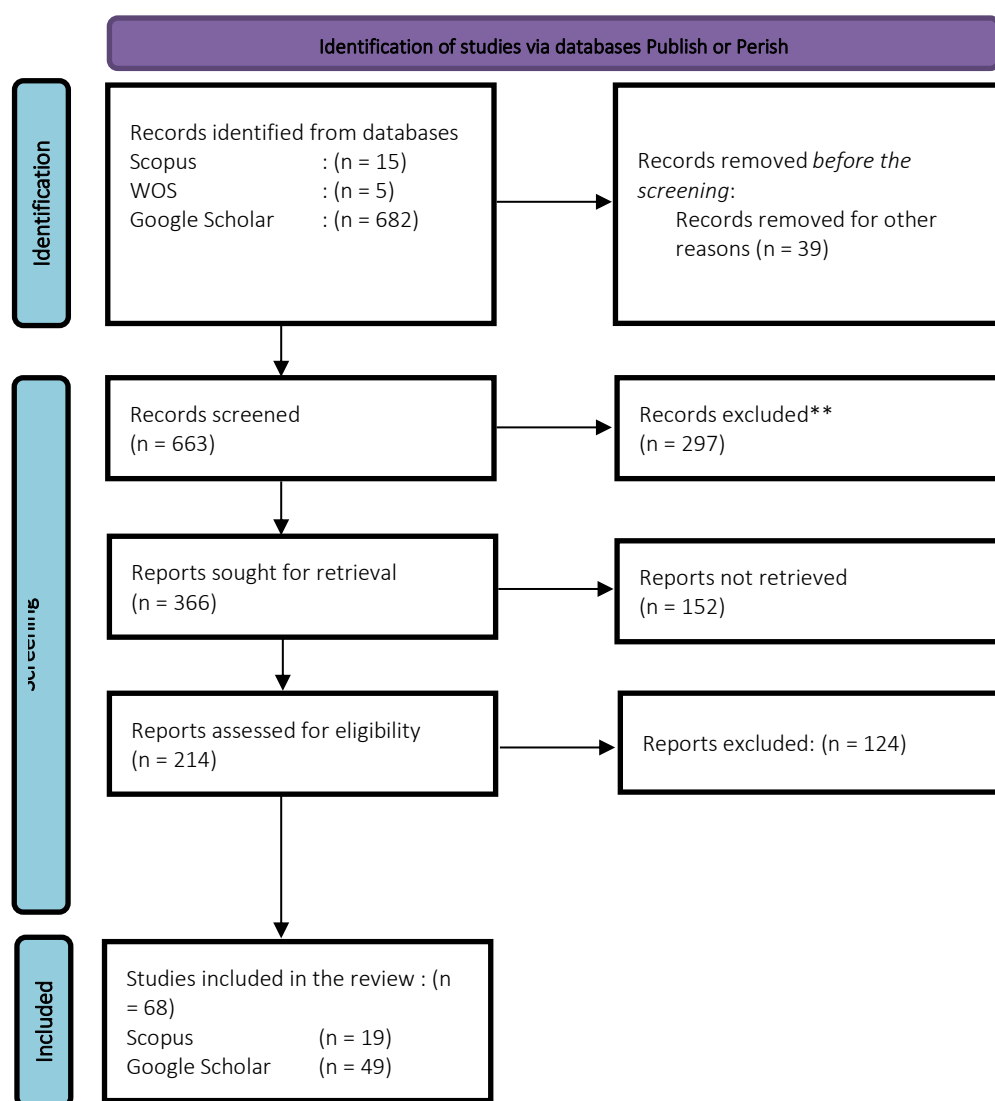 Identification of studies via databases Publish or Perish
Identification
Records identified from databases
Scopus : (n = 15)
WOS : (n = 5)
Google Scholar : (n = 682)
Records removed before the
screening:
Records removed for other
reasons (n = 39)
Screening
Records screened
(n = 663)
Records excluded**
(n = 297)
Reports sought for retrieval
(n = 366)
Reports not retrieved
(n = 152)
Reports assessed for eligibility
(n = 214)
Reports excluded: (n = 124)
Included
Studies included in the review : (n
= 68)
Scopus (n = 19)
Google Scholar (n = 49)